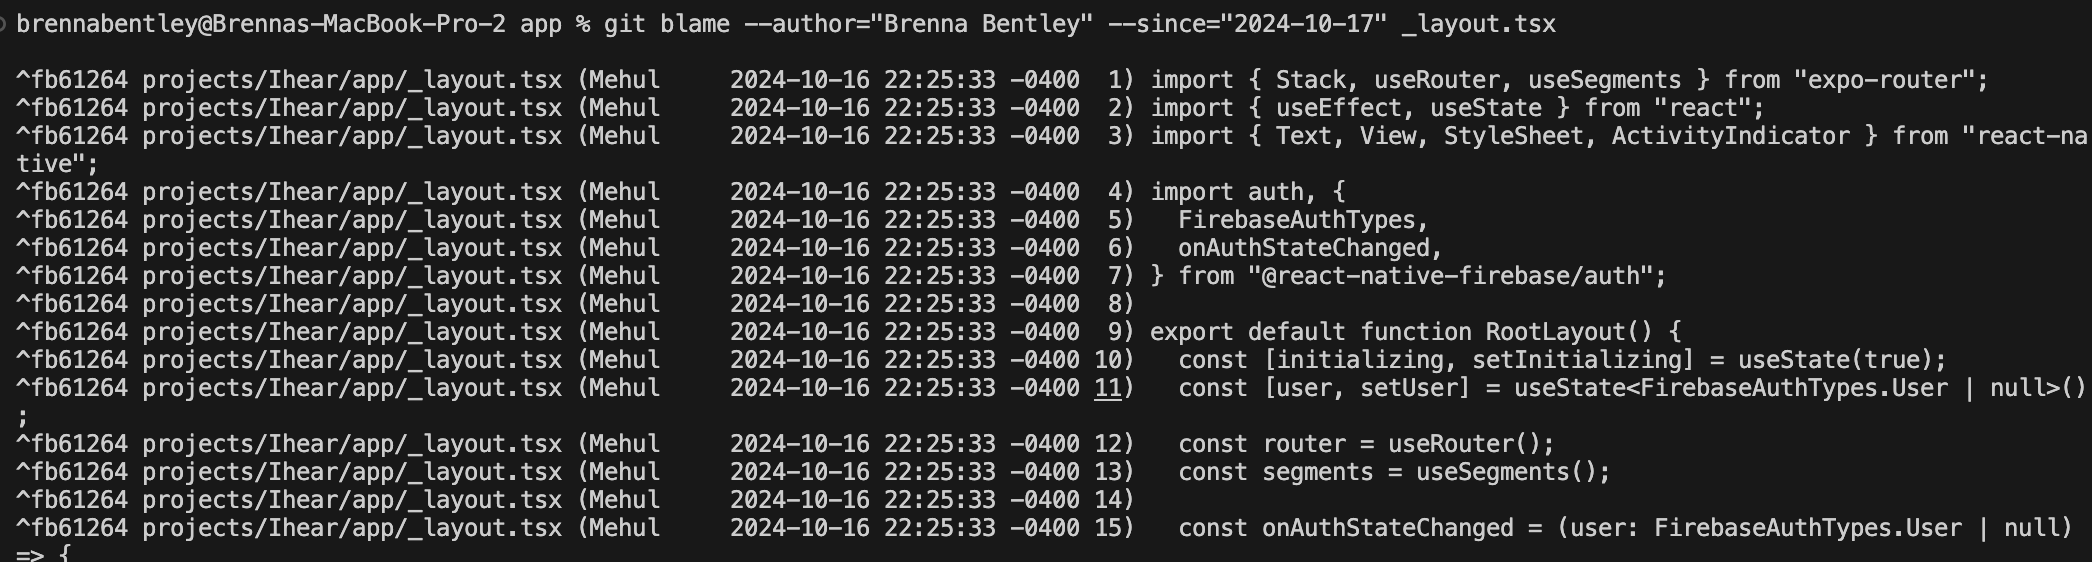 brennabentley@Brennas-MacBook-Pro-2 app % git blame --author="Brenna Bentley" --since="2024-10-17" _layout.tsx
^fb61264 projects/Ihear/app/_layout.tsx (Mehul     2024-10-16 22:25:33 -0400  1) import { Stack, useRouter, useSegments } from "expo-router";
^fb61264 projects/Ihear/app/_layout.tsx (Mehul     2024-10-16 22:25:33 -0400  2) import { useEffect, useState } from "react";
^fb61264 projects/Ihear/app/_layout.tsx (Mehul     2024-10-16 22:25:33 -0400  3) import { Text, View, StyleSheet, ActivityIndicator } from "react-na
tive";
^fb61264 projects/Ihear/app/_layout.tsx (Mehul     2024-10-16 22:25:33 -0400  4) import auth, {
^fb61264 projects/Ihear/app/_layout.tsx (Mehul     2024-10-16 22:25:33 -0400  5)   FirebaseAuthTypes,
^fb61264 projects/Ihear/app/_layout.tsx (Mehul     2024-10-16 22:25:33 -0400  6)   onAuthStateChanged,
^fb61264 projects/Ihear/app/_layout.tsx (Mehul     2024-10-16 22:25:33 -0400  7) } from "@react-native-firebase/auth";
^fb61264 projects/Ihear/app/_layout.tsx (Mehul     2024-10-16 22:25:33 -0400  8)
^fb61264 projects/Ihear/app/_layout.tsx (Mehul     2024-10-16 22:25:33 -0400  9) export default function RootLayout() {
^fb61264 projects/Ihear/app/_layout.tsx (Mehul     2024-10-16 22:25:33 -0400 10)   const [initializing, setInitializing] = useState(true);
^fb61264 projects/Ihear/app/_layout.tsx (Mehul     2024-10-16 22:25:33 -0400 11)   const [user, setUser] = useState<FirebaseAuthTypes.User | null>()
;
^fb61264 projects/Ihear/app/_layout.tsx (Mehul     2024-10-16 22:25:33 -0400 12)   const router = useRouter();
^fb61264 projects/Ihear/app/_layout.tsx (Mehul     2024-10-16 22:25:33 -0400 13)   const segments = useSegments();
^fb61264 projects/Ihear/app/_layout.tsx (Mehul     2024-10-16 22:25:33 -0400 14)
^fb61264 projects/Ihear/app/_layout.tsx (Mehul     2024-10-16 22:25:33 -0400 15)   const onAuthStateChanged = (user: FirebaseAuthTypes.User | null)
=> {